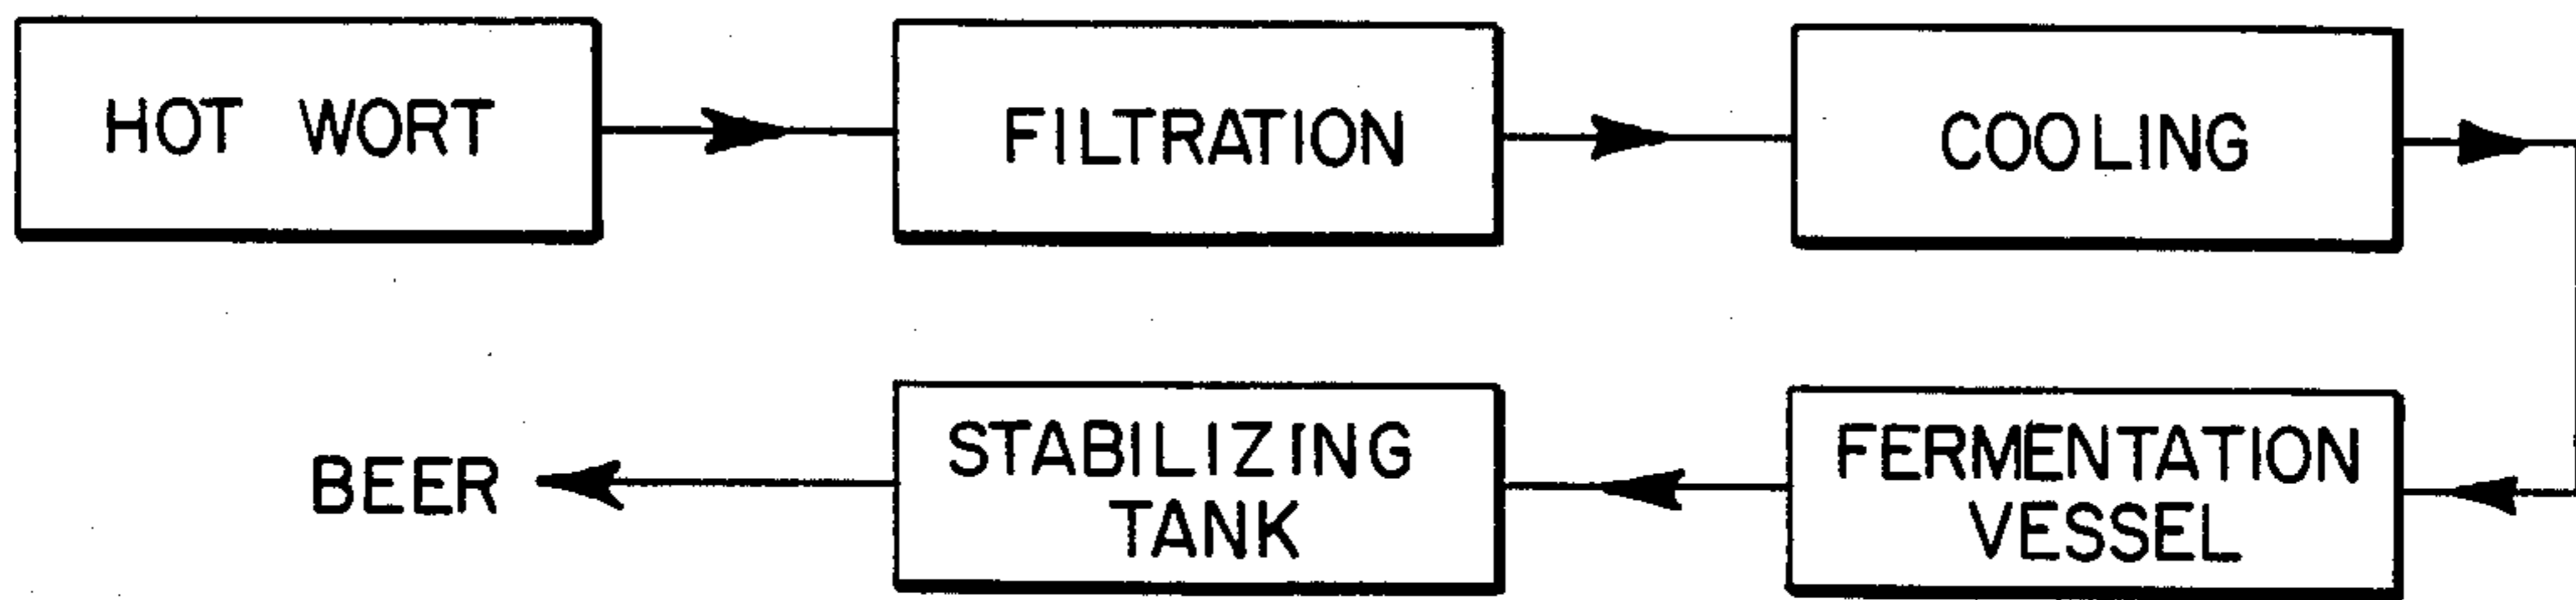 HOT WORT
FILTRATION
COOLING
FERMENTATION
VESSEL
STABILIZING
TANK
BEER